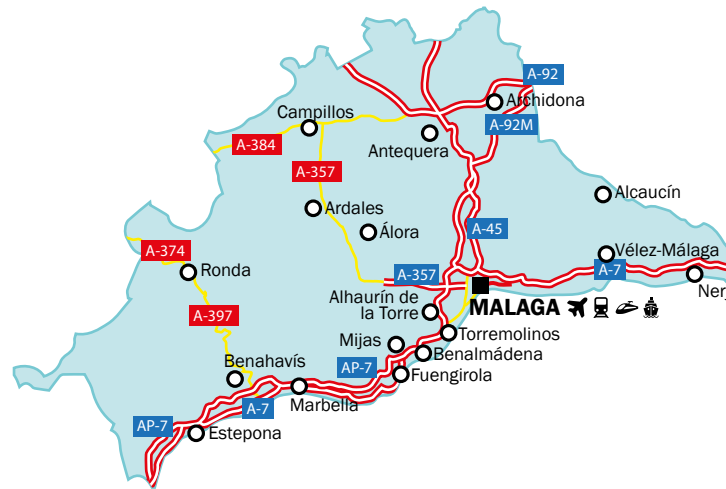 A-92
Archidona
Campillos
A-92M
A-384
Antequera
A-357
Alcaucín
Ardales
A-45
Álora
A-374
Vélez-Málaga
Ronda
A-357
A-7
Nerj
Alhaurín de
la Torre
MALAGA
A-397
Torremolinos
Mijas
Benalmádena
Benahavís
AP-7
Fuengirola
Marbella
A-7
AP-7
Estepona